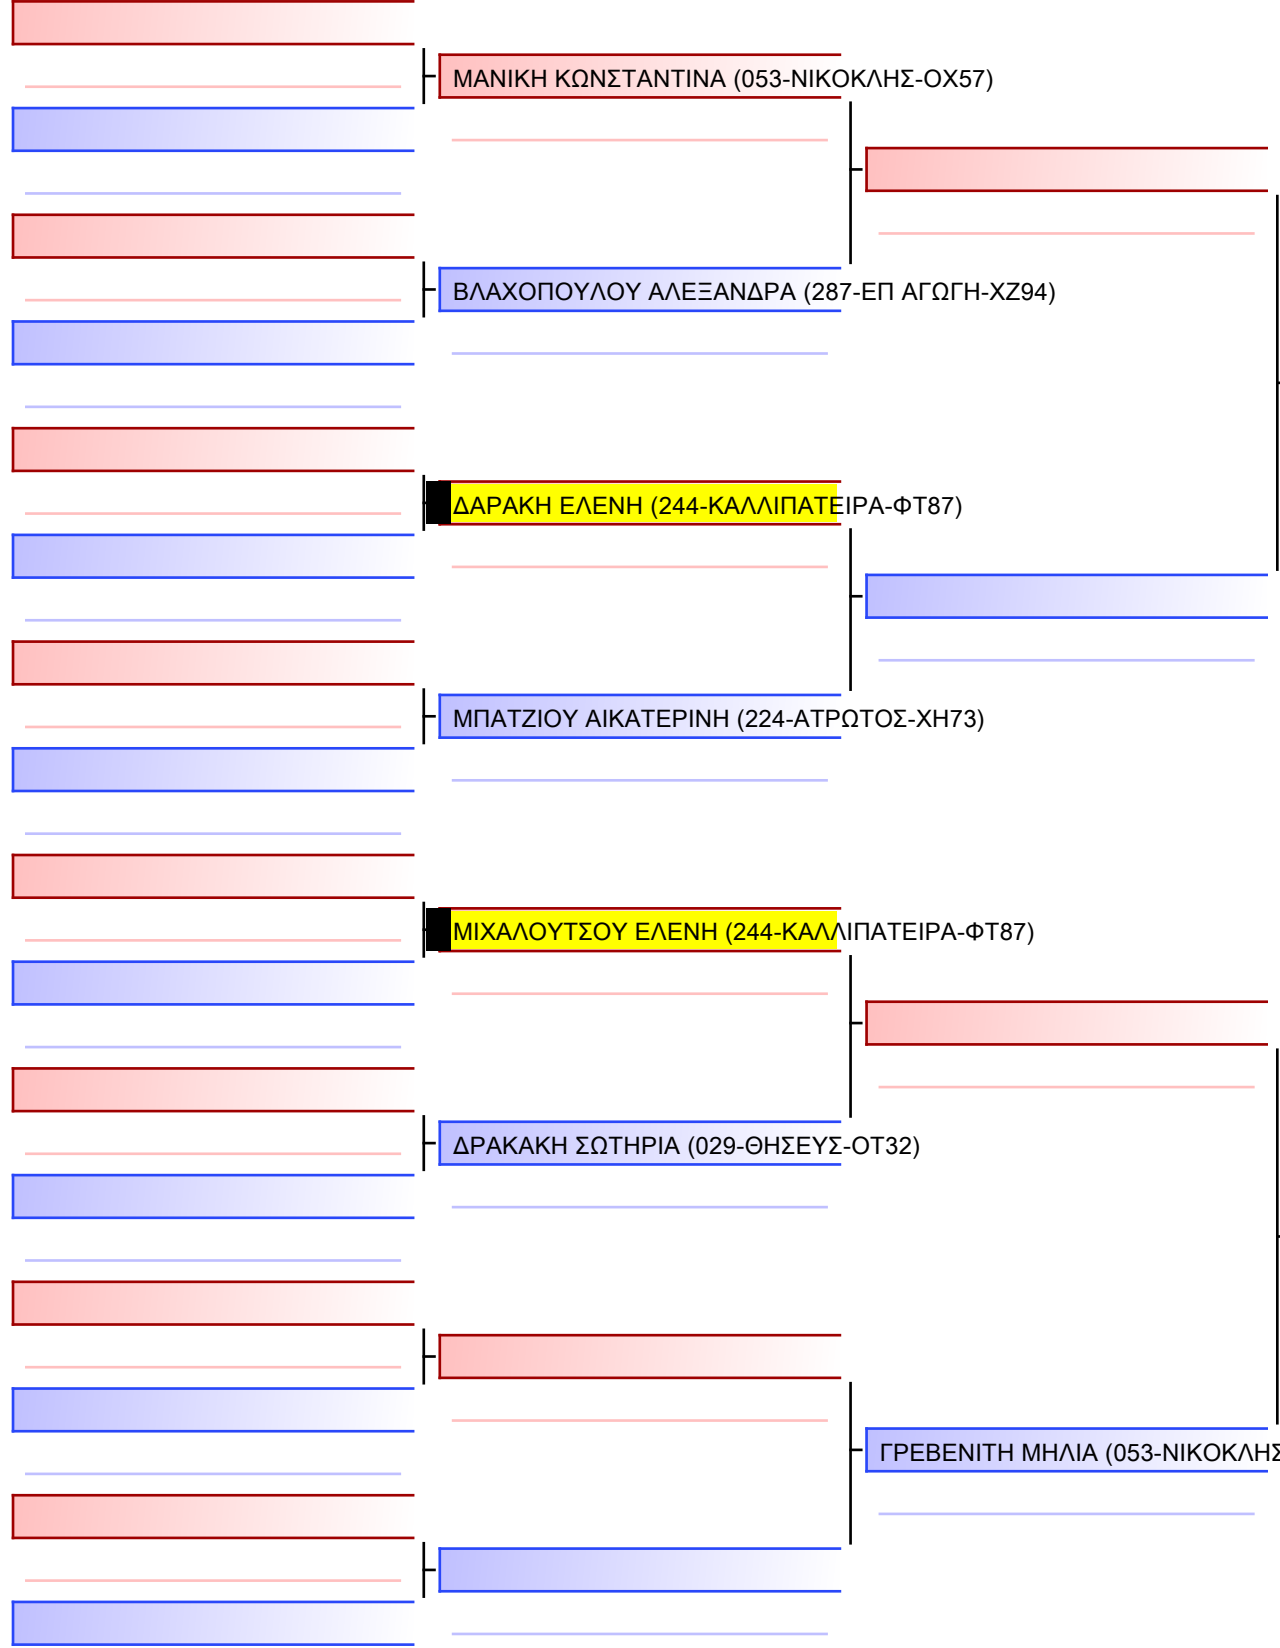 ΜΑΝΙΚΗ ΚΩΝΣΤΑΝΤΙΝΑ (053-ΝΙΚΟΚΛΗΣ-ΟΧ57)
ΒΛΑΧΟΠΟΥΛΟΥ ΑΛΕΞΑΝΔΡΑ (287-ΕΠ ΑΓΩΓΗ-ΧΖ94)
ΔΑΡΑΚΗ ΕΛΕΝΗ (244-ΚΑΛΛΙΠΑΤΕΙΡΑ-ΦΤ87)
ΜΠΑΤΖΙΟΥ ΑΙΚΑΤΕΡΙΝΗ (224-ΑΤΡΩΤΟΣ-ΧΗ73)
ΜΙΧΑΛΟΥΤΣΟΥ ΕΛΕΝΗ (244-ΚΑΛΛΙΠΑΤΕΙΡΑ-ΦΤ87)
ΔΡΑΚΑΚΗ ΣΩΤΗΡΙΑ (029-ΘΗΣΕΥΣ-ΟΤ32)
ΓΡΕΒΕΝΙΤΗ ΜΗΛΙΑ (053-ΝΙΚΟΚΛΗΣ